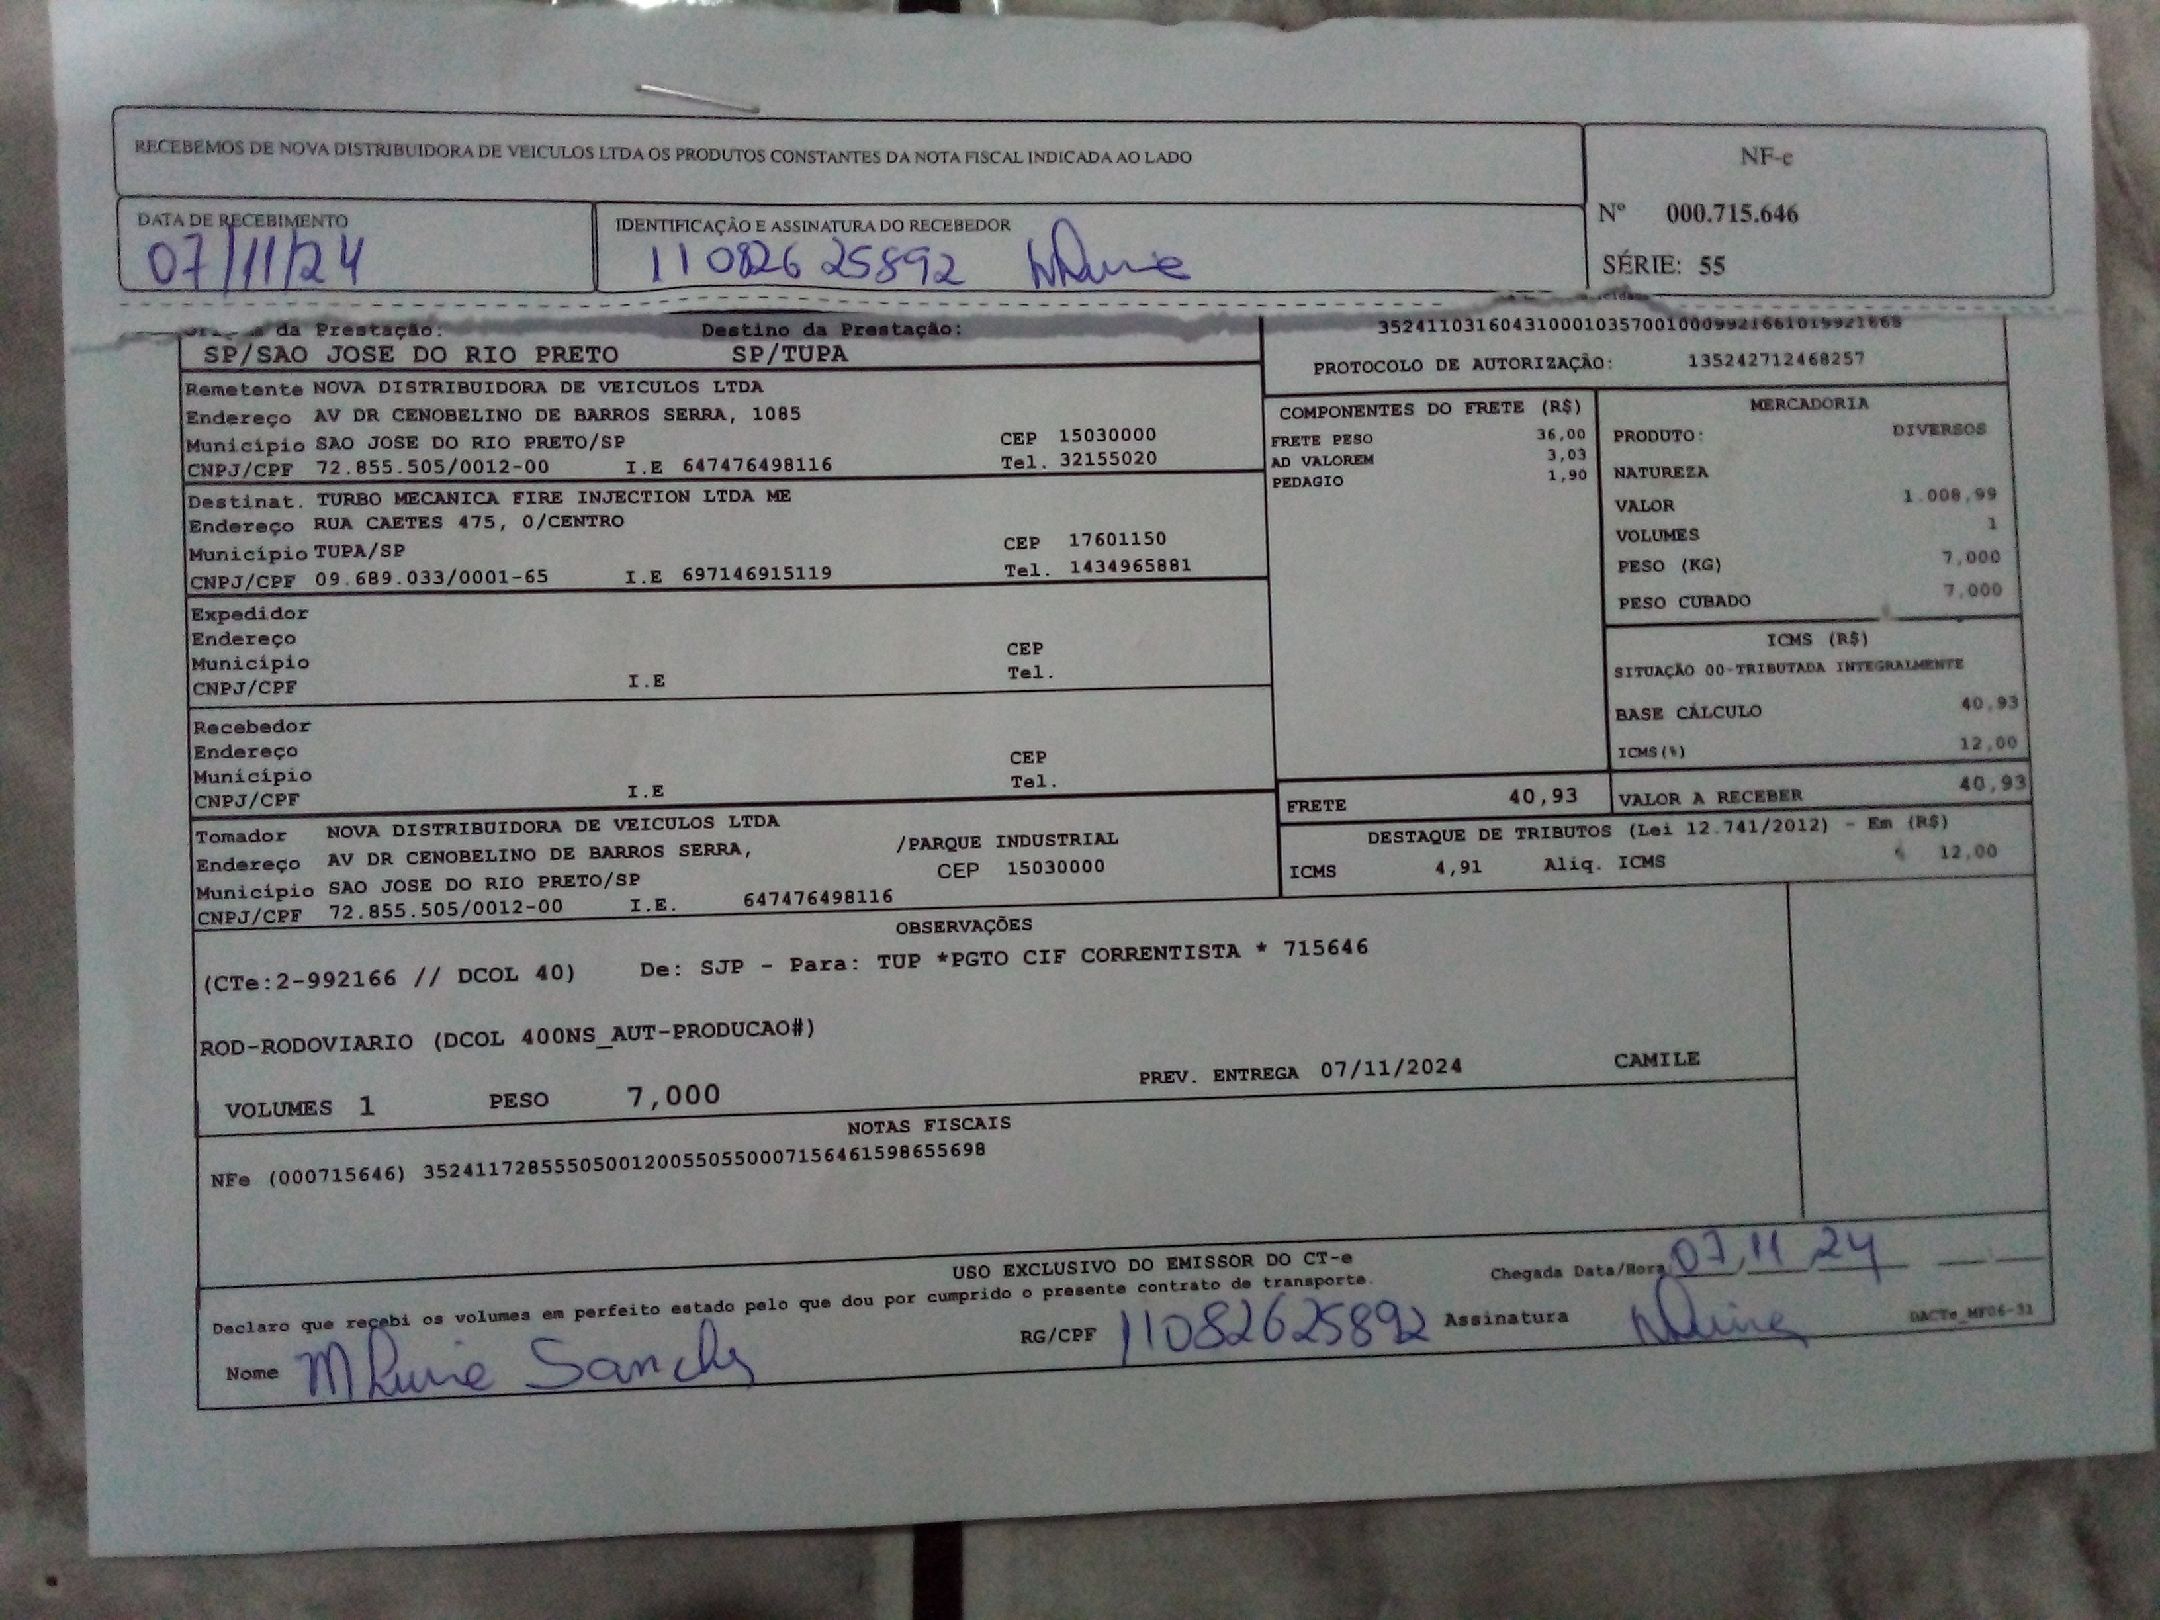 RECEBEMOS DE NOVA DISTRIBUIDORA DE VEICULOS LTDA OS PRODUTOS CONSTANTES DA NOTA FISCAL INDICADA AO LADO
NF-e
Nº 000.715.646
SÉRIE: 55
DATA DE RECEBIMENTO
07/11/24
IDENTIFICAÇÃO E ASSINATURA DO RECEBEDOR
11082625892
da Prestação:
Destino da Prestação:
SP/SAO JOSE DO RIO PRETO
SP/TUPA
PROTOCOLO DE AUTORIZAÇÃO: 135242712468257
Remetente NOVA DISTRIBUIDORA DE VEICULOS LTDA
Endereço AV DR CENOBELINO DE BARROS SERRA, 1085
Município SAO JOSE DO RIO PRETO/SP CEP 15030000
CNPJ/CPF 72.855.505/0012-00 I.E 647476498116 Tel. 32155020
Destinat. TURBO MECANICA FIRE INJECTION LTDA ME
Endereço RUA CAETES 475, 0/CENTRO
Município TUPA/SP CEP 17601150
CNPJ/CPF 09.689.033/0001-65 I.E 697146915119 Tel. 1434965881
Expedidor
Endereço
Município CEP
CNPJ/CPF I.E Tel.
Recebedor
Endereço
Município CEP
CNPJ/CPF I.E Tel.
Tomador NOVA DISTRIBUIDORA DE VEICULOS LTDA
Endereço AV DR CENOBELINO DE BARROS SERRA, /PARQUE INDUSTRIAL
Município SAO JOSE DO RIO PRETO/SP CEP 15030000
CNPJ/CPF 72.855.505/0012-00 I.E. 647476498116
COMPONENTES DO FRETE (R$)
FRETE PESO 36,00
AD VALOREM 3,03
PEDAGIO 1,90
MERCADORIA
PRODUTO: DIVERSOS
NATUREZA
VALOR 1.008,99
VOLUMES 1
PESO (KG) 7,000
PESO CUBADO 7,000
ICMS (R$)
SITUAÇÃO 00-TRIBUTADA INTEGRALMENTE
BASE CÁLCULO 40,93
ICMS(%) 12,00
FRETE 40,93
VALOR A RECEBER 40,93
DESTAQUE DE TRIBUTOS (Lei 12.741/2012) - Em (R$)
ICMS 4,91 Aliq. ICMS 12,00
OBSERVAÇÕES
(CTe:2-992166 // DCOL 40) De: SJP - Para: TUP *PGTO CIF CORRENTISTA * 715646
ROD-RODOVIARIO (DCOL 400NS_AUT-PRODUCAO#)
VOLUMES 1 PESO 7,000 PREV. ENTREGA 07/11/2024 CAMILE
NOTAS FISCAIS
NFe (000715646) 35241172855505001200550550007156461598655698
USO EXCLUSIVO DO EMISSOR DO CT-e
Declaro que recebi os volumes em perfeito estado pelo que dou por cumprido o presente contrato de transporte.
Chegada Data/Hora 07 11 24
Nome
RG/CPF 11082625892 Assinatura
DACTe_MF06-31